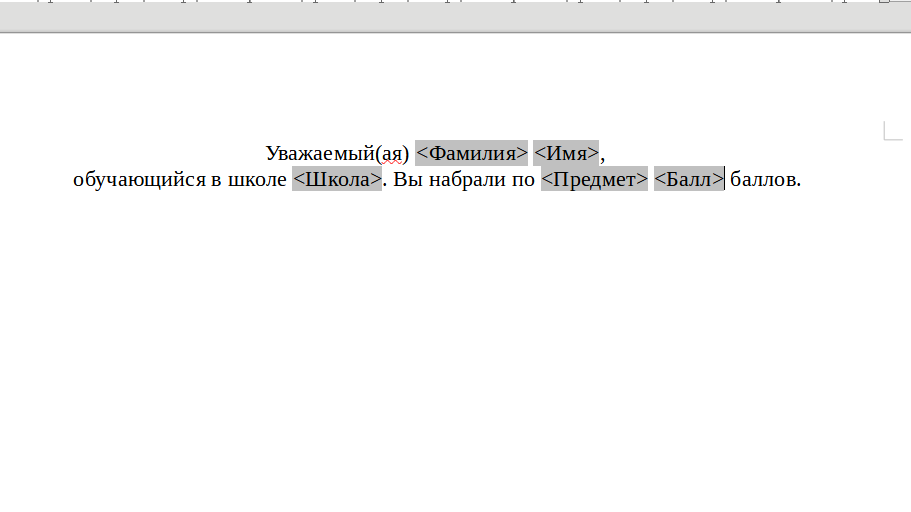 Уважаемый(ая) <Фамилия> <Имя>,
обучающийся в школе <Школа>. Вы набрали по <Предмет> <Балл> баллов.